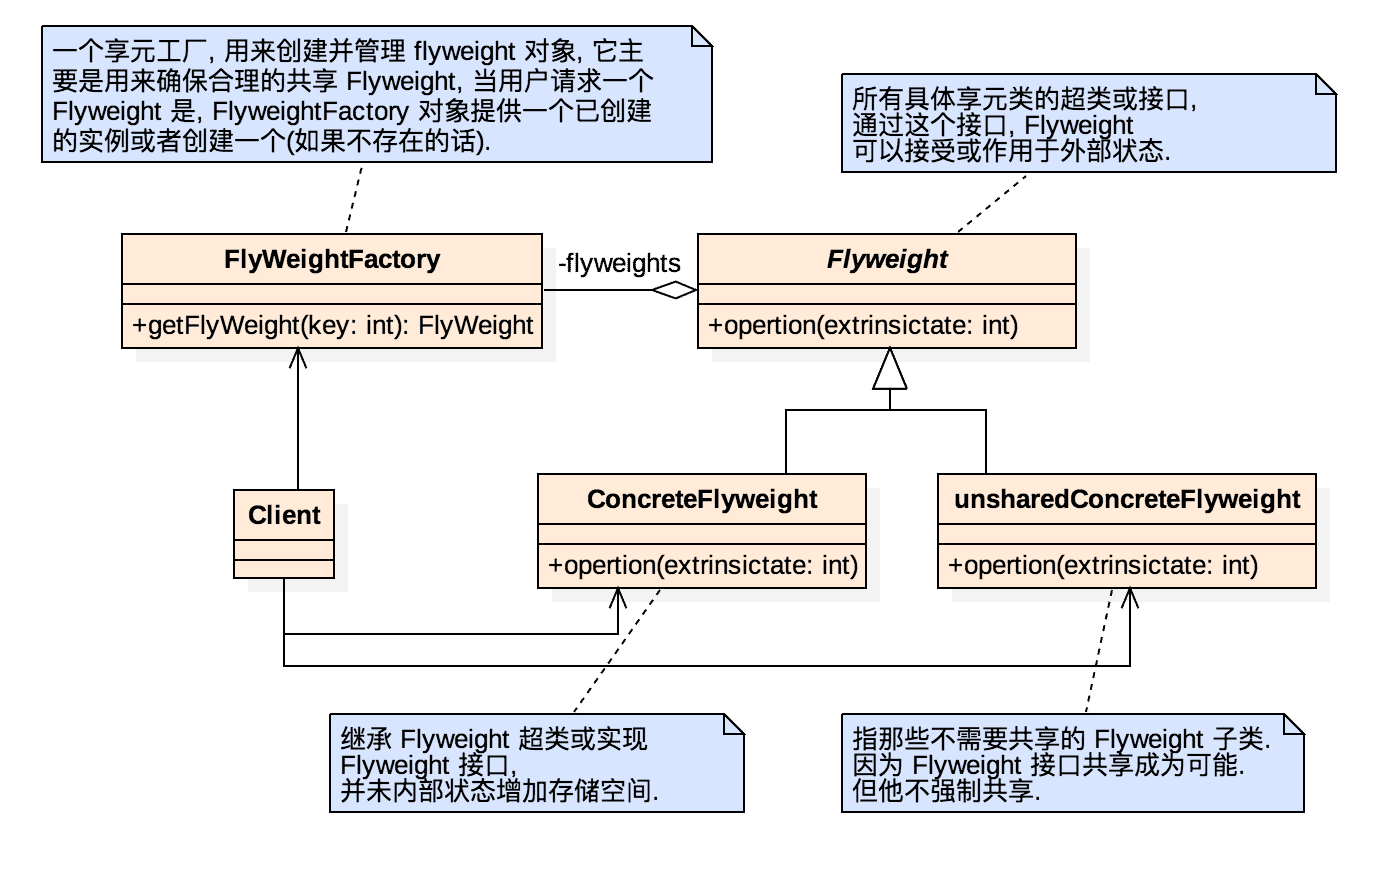 一个享元工厂, 用来创建并管理 flyweight 对象, 它主
要是用来确保合理的共享 Flyweight, 当用户请求一个
Flyweight 是, FlyweightFactory 对象提供一个已创建
的实例或者创建一个(如果不存在的话).
所有具体享元类的超类或接口,
通过这个接口, Flyweight
可以接受或作用于外部状态.
FlyWeightFactory
+getFlyWeight(key: int): FlyWeight
-flyweights
Flyweight
+opertion(extrinsictate: int)
Client
ConcreteFlyweight
+opertion(extrinsictate: int)
unsharedConcreteFlyweight
+opertion(extrinsictate: int)
继承 Flyweight 超类或实现
Flyweight 接口,
并未内部状态增加存储空间.
指那些不需要共享的 Flyweight 子类.
因为 Flyweight 接口共享成为可能.
但他不强制共享.